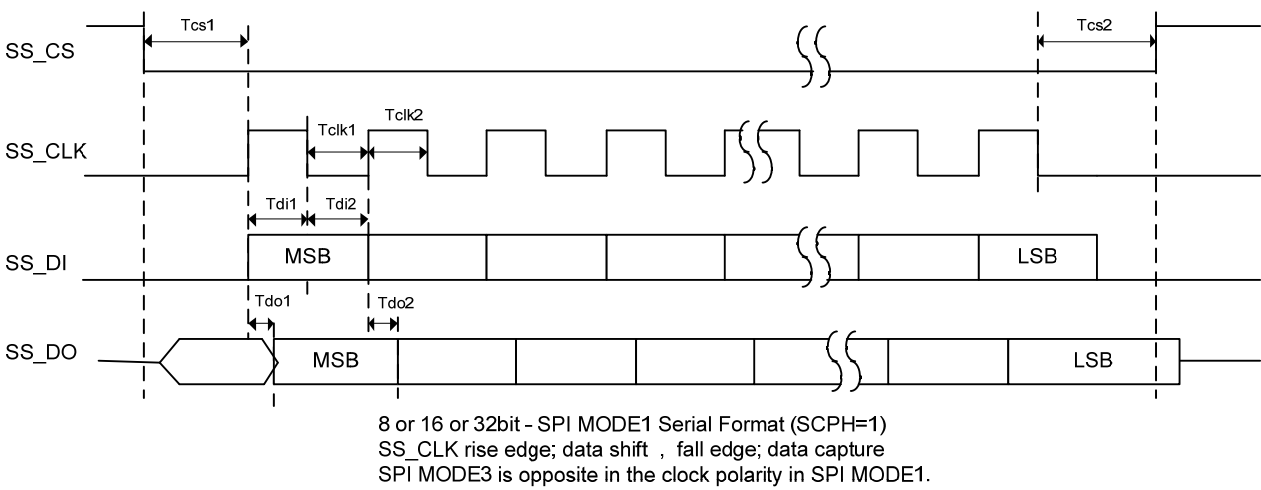 Tcs1
Tcs2
SS_CS
Tclk1
Tclk2
SS_CLK
Tdi1
Tdi2
SS_DI
MSB
LSB
Tdo1
Tdo2
SS_DO
MSB
LSB
8 or 16 or 32bit - SPI MODE1 Serial Format (SCPH=1)
SS_CLK rise edge; data shift , fall edge; data capture
SPI MODE3 is opposite in the clock polarity in SPI MODE1.